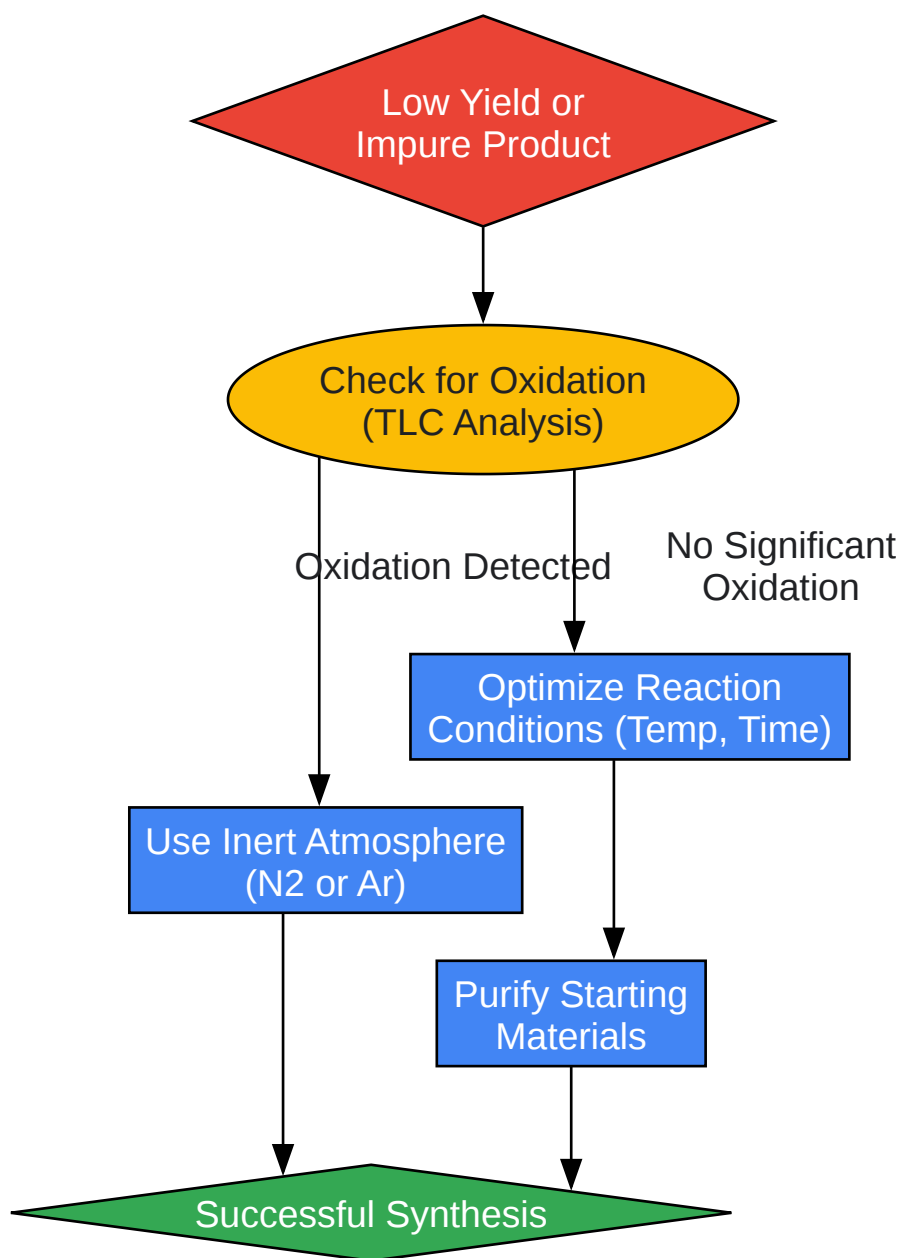 Low Yield or
Impure Product
Check for Oxidation
(TLC Analysis)
Oxidation Detected
No Significant
Oxidation
Optimize Reaction
Conditions (Temp, Time)
Use Inert Atmosphere
(N2 or Ar)
Purify Starting
Materials
Successful Synthesis